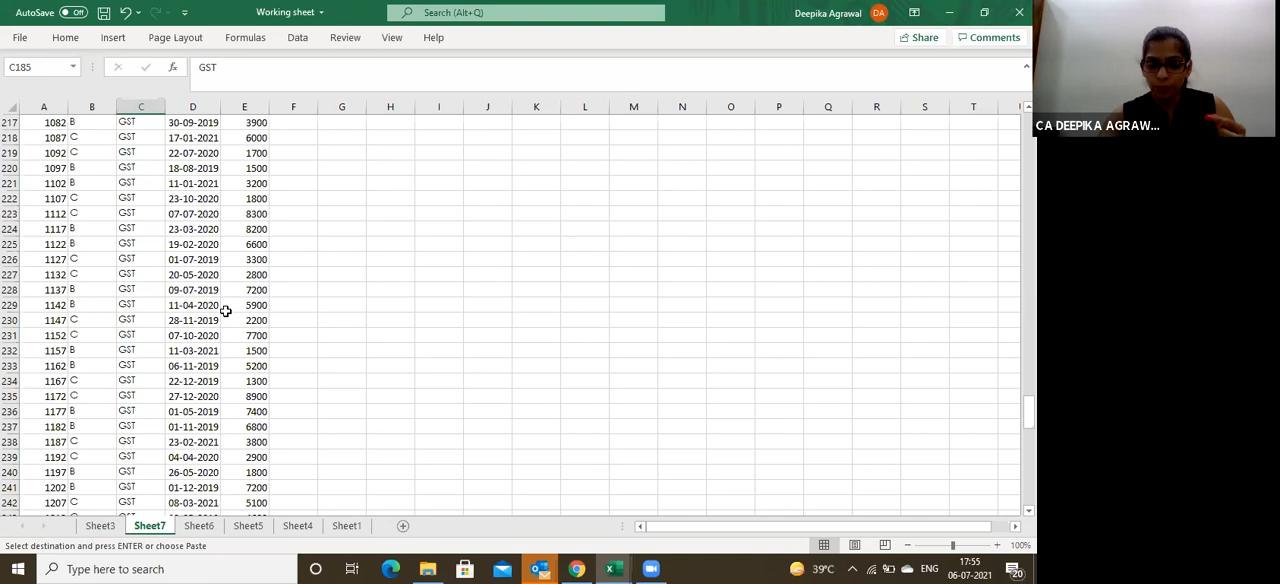 AutoSave Off Working sheet Search (Alt+Q) Deepika Agrawal DA
File Home Insert Page Layout Formulas Data Review View Help Share Comments
C185 fx GST
CA DEEPIKA AGRAW...
A B C D E F G H I J K L M N O P Q R S T
217 1082 B GST 30-09-2019 3900
218 1087 C GST 17-01-2021 6000
219 1092 C GST 22-07-2020 1700
220 1097 B GST 18-08-2019 1500
221 1102 B GST 11-01-2021 3200
222 1107 C GST 23-10-2020 1800
223 1112 C GST 07-07-2020 8300
224 1117 B GST 23-03-2020 8200
225 1122 B GST 19-02-2020 6600
226 1127 C GST 01-07-2019 3300
227 1132 C GST 20-05-2020 2800
228 1137 B GST 09-07-2019 7200
229 1142 B GST 11-04-2020 5900
230 1147 C GST 28-11-2019 2200
231 1152 C GST 07-10-2020 7700
232 1157 B GST 11-03-2021 1500
233 1162 B GST 06-11-2019 5200
234 1167 C GST 22-12-2019 1300
235 1172 C GST 27-12-2020 8900
236 1177 B GST 01-05-2019 7400
237 1182 B GST 01-11-2019 6800
238 1187 C GST 23-02-2021 3800
239 1192 C GST 04-04-2020 2900
240 1197 B GST 26-05-2020 1800
241 1202 B GST 01-12-2019 7200
242 1207 C GST 08-03-2021 5100
Sheet3 Sheet7 Sheet6 Sheet5 Sheet4 Sheet1
Select destination and press ENTER or choose Paste 100%
Type here to search 39°C ENG 17:55
06-07-2021 20